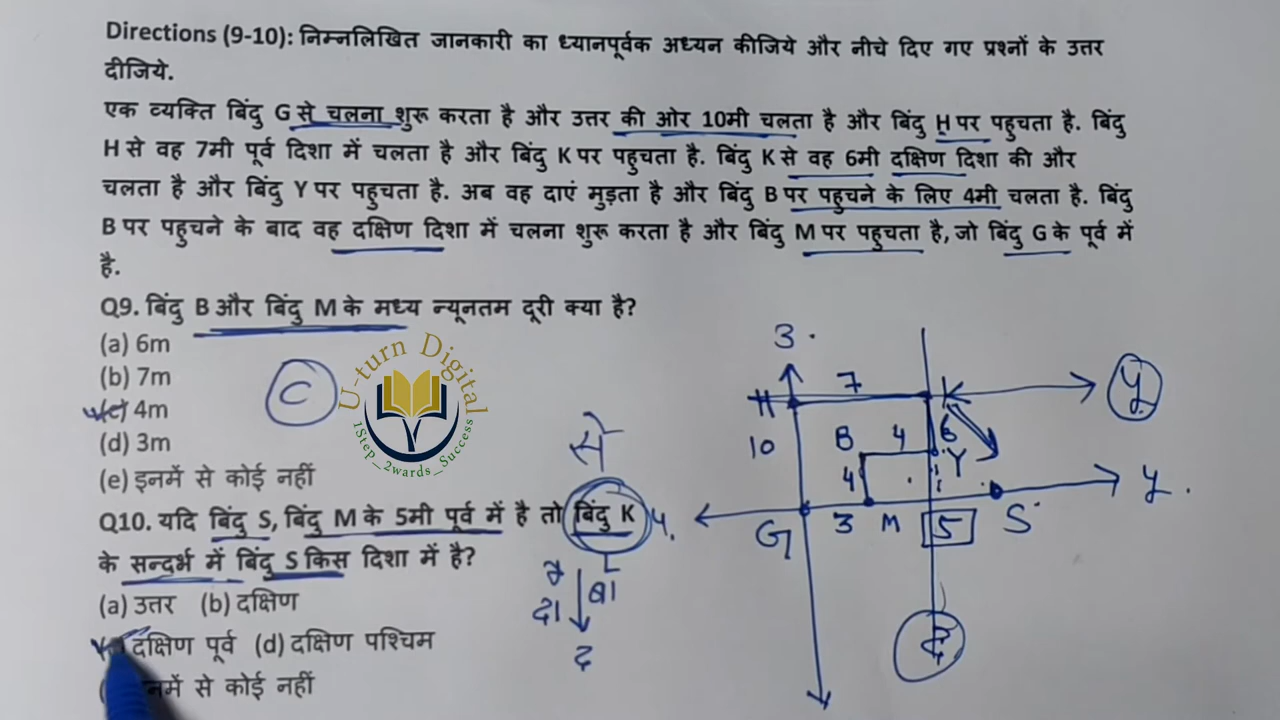 Directions (9-10): निम्नलिखित जानकारी का ध्यानपूर्वक अध्यन कीजिये और नीचे दिए गए प्रश्नों के उत्तर
दीजिये.
एक व्यक्ति बिंदु G से चलना शुरू करता है और उत्तर की ओर 10मी चलता है और बिंदु H पर पहुचता है. बिंदु
H से वह 7मी पूर्व दिशा में चलता है और बिंदु K पर पहुचता है. बिंदु K से वह 6मी दक्षिण दिशा की और
चलता है और बिंदु Y पर पहुचता है. अब वह दाएं मुड़ता है और बिंदु B पर पहुचने के लिए 4मी चलता है. बिंदु
B पर पहुचने के बाद वह दक्षिण दिशा में चलना शुरू करता है और बिंदु M पर पहुचता है, जो बिंदु G के पूर्व में
है.
Q9. बिंदु B और बिंदु M के मध्य न्यूनतम दूरी क्या है?
(a) 6m
(b) 7m
(c) 4m
(d) 3m
(e) इनमें से कोई नहीं
C
U-turn Digital
1Step_2wards_Success
Q10. यदि बिंदु S, बिंदु M के 5मी पूर्व में है तो बिंदु K
के सन्दर्भ में बिंदु S किस दिशा में है?
(a) उत्तर (b) दक्षिण
दक्षिण पूर्व (d) दक्षिण पश्चिम
में से कोई नहीं
से
दा बा
द
3
H 7 K
10 B 4 6
4 Y
G 3 M 5 S
y
y
द